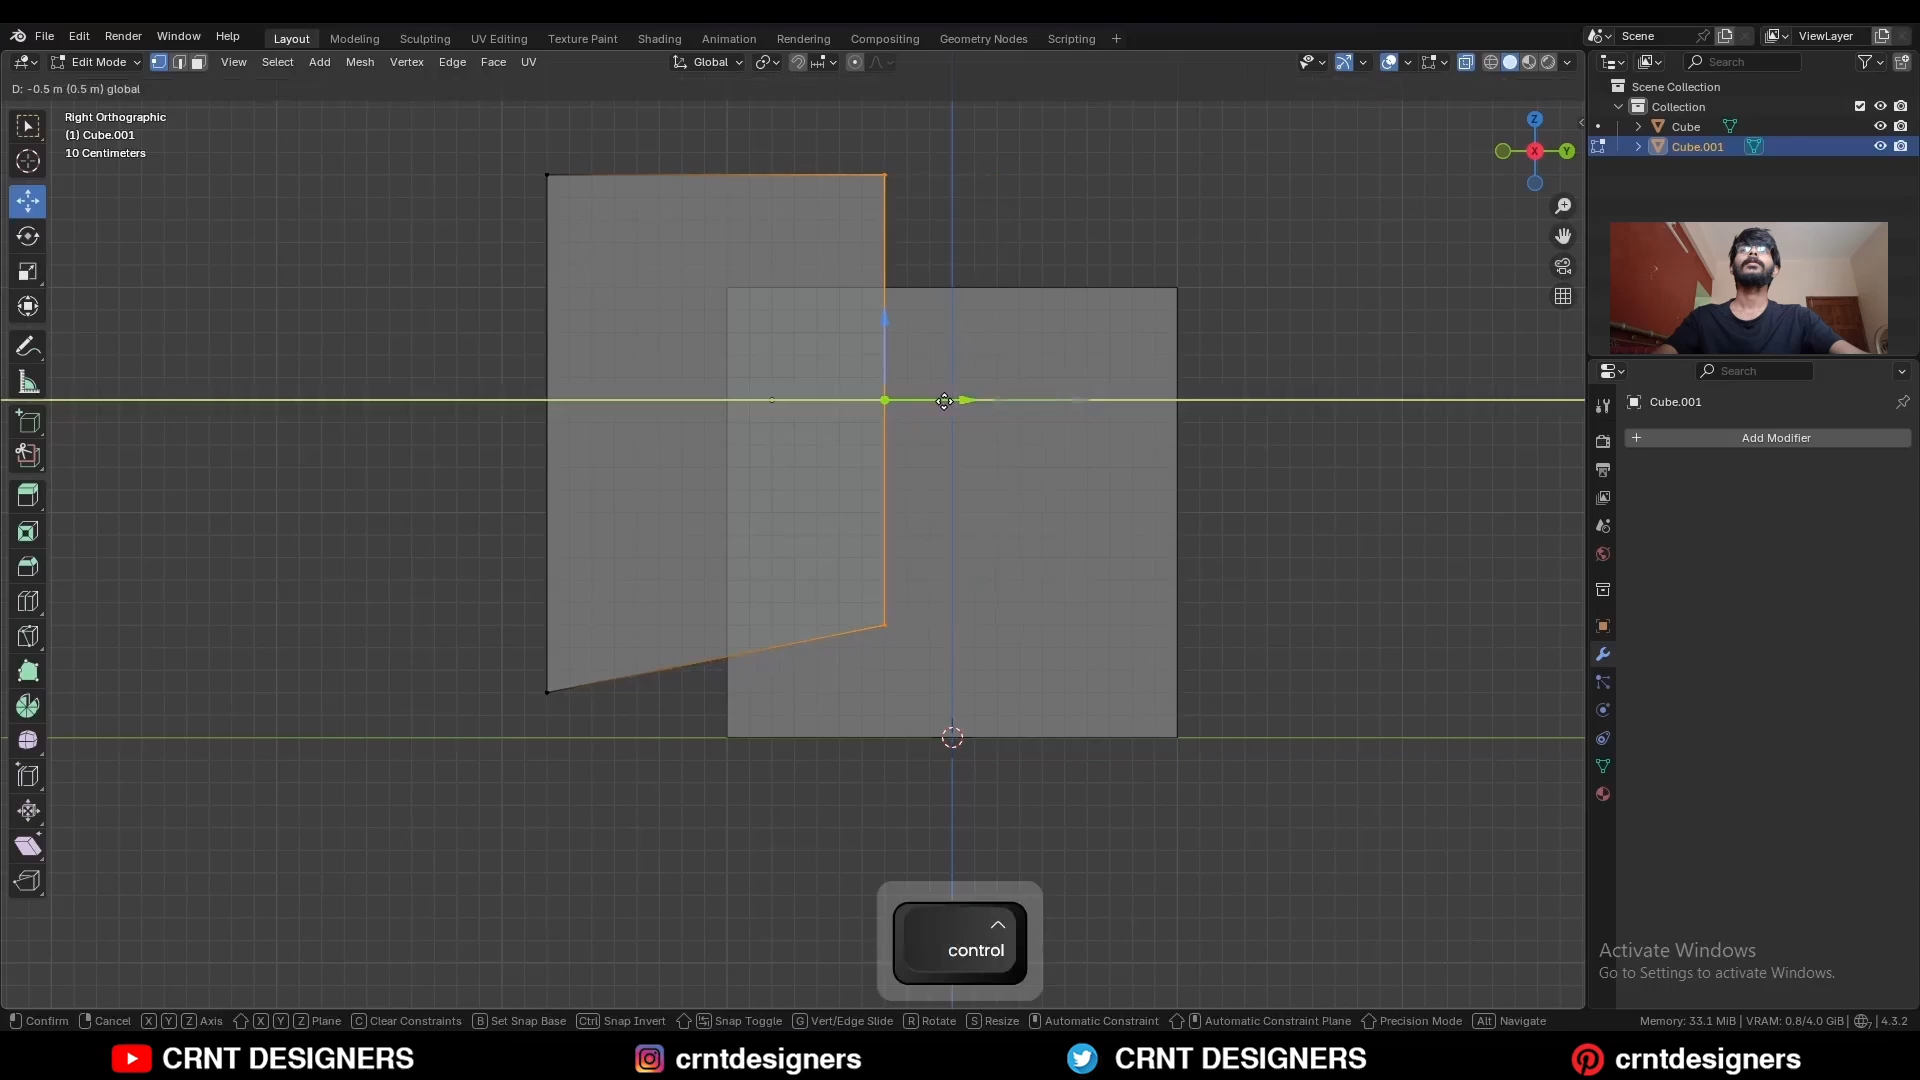 File Edit Render Window Help Layout Modeling Sculpting UV Editing Texture Paint Shading Animation Rendering Compositing Geometry Nodes Scripting + Scene ViewLayer
Edit Mode View Select Add Mesh Vertex Edge Face UV Global Search
D: -0.5 m (0.5 m) global
Scene Collection
Collection
Cube
Cube.001
Right Orthographic
(1) Cube.001
10 Centimeters
Z
X
Y
Search
Cube.001
+ Add Modifier
control
Activate Windows
Go to Settings to activate Windows.
Confirm Cancel X Y Z Axis X Y Z Plane C Clear Constraints B Set Snap Base Ctrl Snap Invert Snap Toggle G Vert/Edge Slide R Rotate S Resize Automatic Constraint Automatic Constraint Plane Precision Mode Alt Navigate Memory: 33.1 MiB | VRAM: 0.8/4.0 GiB | 7 | 4.3.2
CRNT DESIGNERS crntdesigners CRNT DESIGNERS crntdesigners